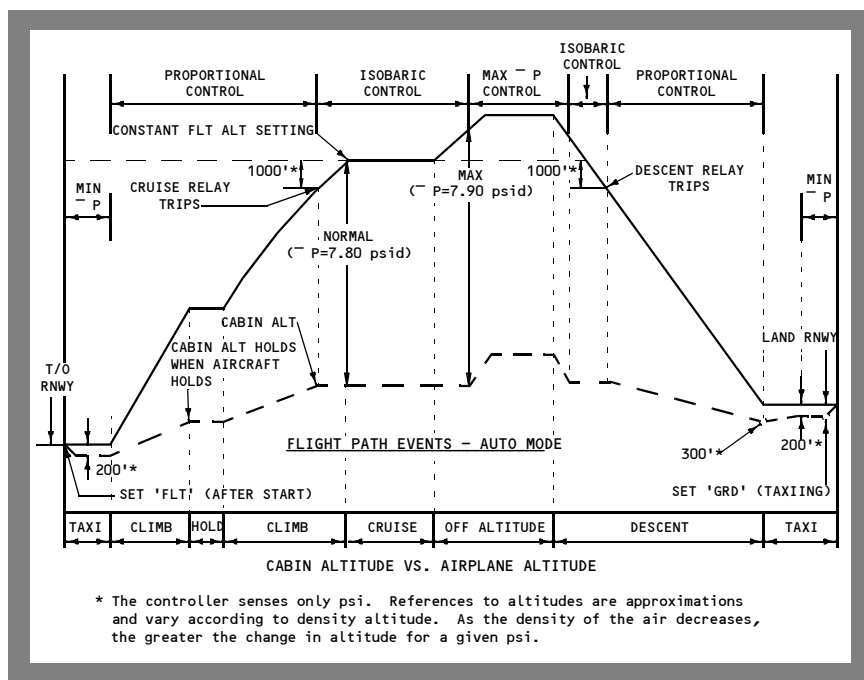 ISOBARIC
CONTROL
PROPORTIONAL
CONTROL
ISOBARIC
CONTROL
MAX ‾ P
CONTROL
PROPORTIONAL
CONTROL
CONSTANT FLT ALT SETTING
1000'*
1000'*
MIN
‾ P
CRUISE RELAY
TRIPS
MAX
(‾ P=7.90 psid)
DESCENT RELAY
TRIPS
MIN
‾ P
NORMAL
(‾ P=7.80 psid)
CABIN ALT
CABIN ALT HOLDS
WHEN AIRCRAFT
HOLDS
LAND RNWY
T/O
RNWY
FLIGHT PATH EVENTS – AUTO MODE
200'*
300'*
200'*
SET 'FLT' (AFTER START)
SET 'GRD' (TAXIING)
TAXI
CLIMB
HOLD
CLIMB
CRUISE
OFF ALTITUDE
DESCENT
TAXI
CABIN ALTITUDE VS. AIRPLANE ALTITUDE
* The controller senses only psi. References to altitudes are approximations
and vary according to density altitude. As the density of the air decreases,
the greater the change in altitude for a given psi.